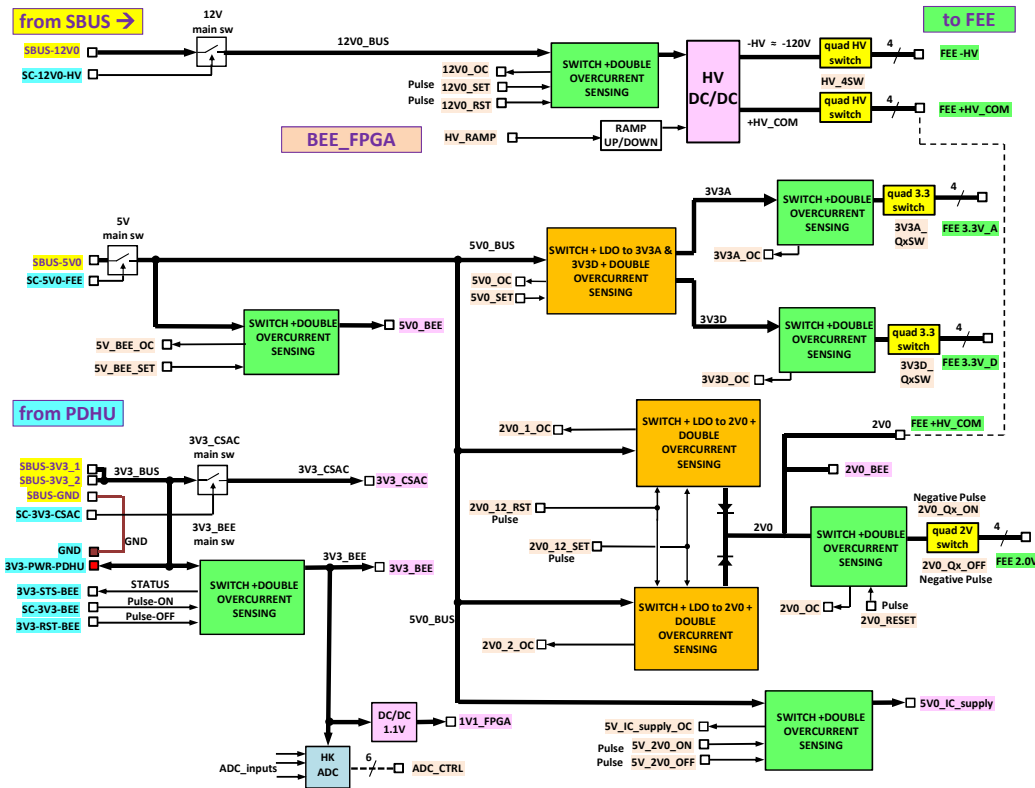 from SBUS →
12V
main sw
SBUS-12V0
SC-12V0-HV
12V0_BUS
12V0_OC
Pulse 12V0_SET
Pulse 12V0_RST
SWITCH +DOUBLE
OVERCURRENT
SENSING
HV_RAMP
RAMP
UP/DOWN
HV
DC/DC
-HV ≈ -120V
+HV_COM
quad HV
switch
HV_4SW
quad HV
switch
4
4
to FEE
FEE -HV
FEE +HV_COM
BEE_FPGA
5V
main sw
SBUS-5V0
SC-5V0-FEE
5V_BEE_OC
5V_BEE_SET
SWITCH +DOUBLE
OVERCURRENT
SENSING
5V0_BEE
5V0_BUS
5V0_OC
5V0_SET
SWITCH + LDO to 3V3A &
3V3D + DOUBLE
OVERCURRENT
SENSING
3V3A
3V3D
SWITCH +DOUBLE
OVERCURRENT
SENSING
3V3A_OC
quad 3.3
switch
3V3A_
QxSW
4
FEE 3.3V_A
SWITCH +DOUBLE
OVERCURRENT
SENSING
3V3D_OC
quad 3.3
switch
3V3D_
QxSW
4
FEE 3.3V_D
from PDHU
SBUS-3V3_1
SBUS-3V3_2
SBUS-GND
SC-3V3-CSAC
GND
3V3-PWR-PDHU
3V3-STS-BEE
SC-3V3-BEE
3V3-RST-BEE
3V3_BUS
GND
STATUS
Pulse-ON
Pulse-OFF
3V3_CSAC
main sw
3V3_CSAC
3V3_CSAC
3V3_BEE
main sw
SWITCH +DOUBLE
OVERCURRENT
SENSING
3V3_BEE
3V3_BEE
DC/DC
1.1V
1V1_FPGA
ADC_inputs
HK
ADC
6
ADC_CTRL
5V0_BUS
2V0_1_OC
2V0_12_RST
Pulse
2V0_12_SET
Pulse
2V0_2_OC
SWITCH + LDO to 2V0 +
DOUBLE
OVERCURRENT
SENSING
SWITCH + LDO to 2V0 +
DOUBLE
OVERCURRENT
SENSING
2V0
2V0
FEE +HV_COM
2V0_BEE
SWITCH +DOUBLE
OVERCURRENT
SENSING
2V0_OC
Pulse
2V0_RESET
Negative Pulse
2V0_Qx_ON
quad 2V
switch
2V0_Qx_OFF
Negative Pulse
4
FEE 2.0V
5V_IC_supply_OC
Pulse 5V_2V0_ON
Pulse 5V_2V0_OFF
SWITCH +DOUBLE
OVERCURRENT
SENSING
5V0_IC_supply